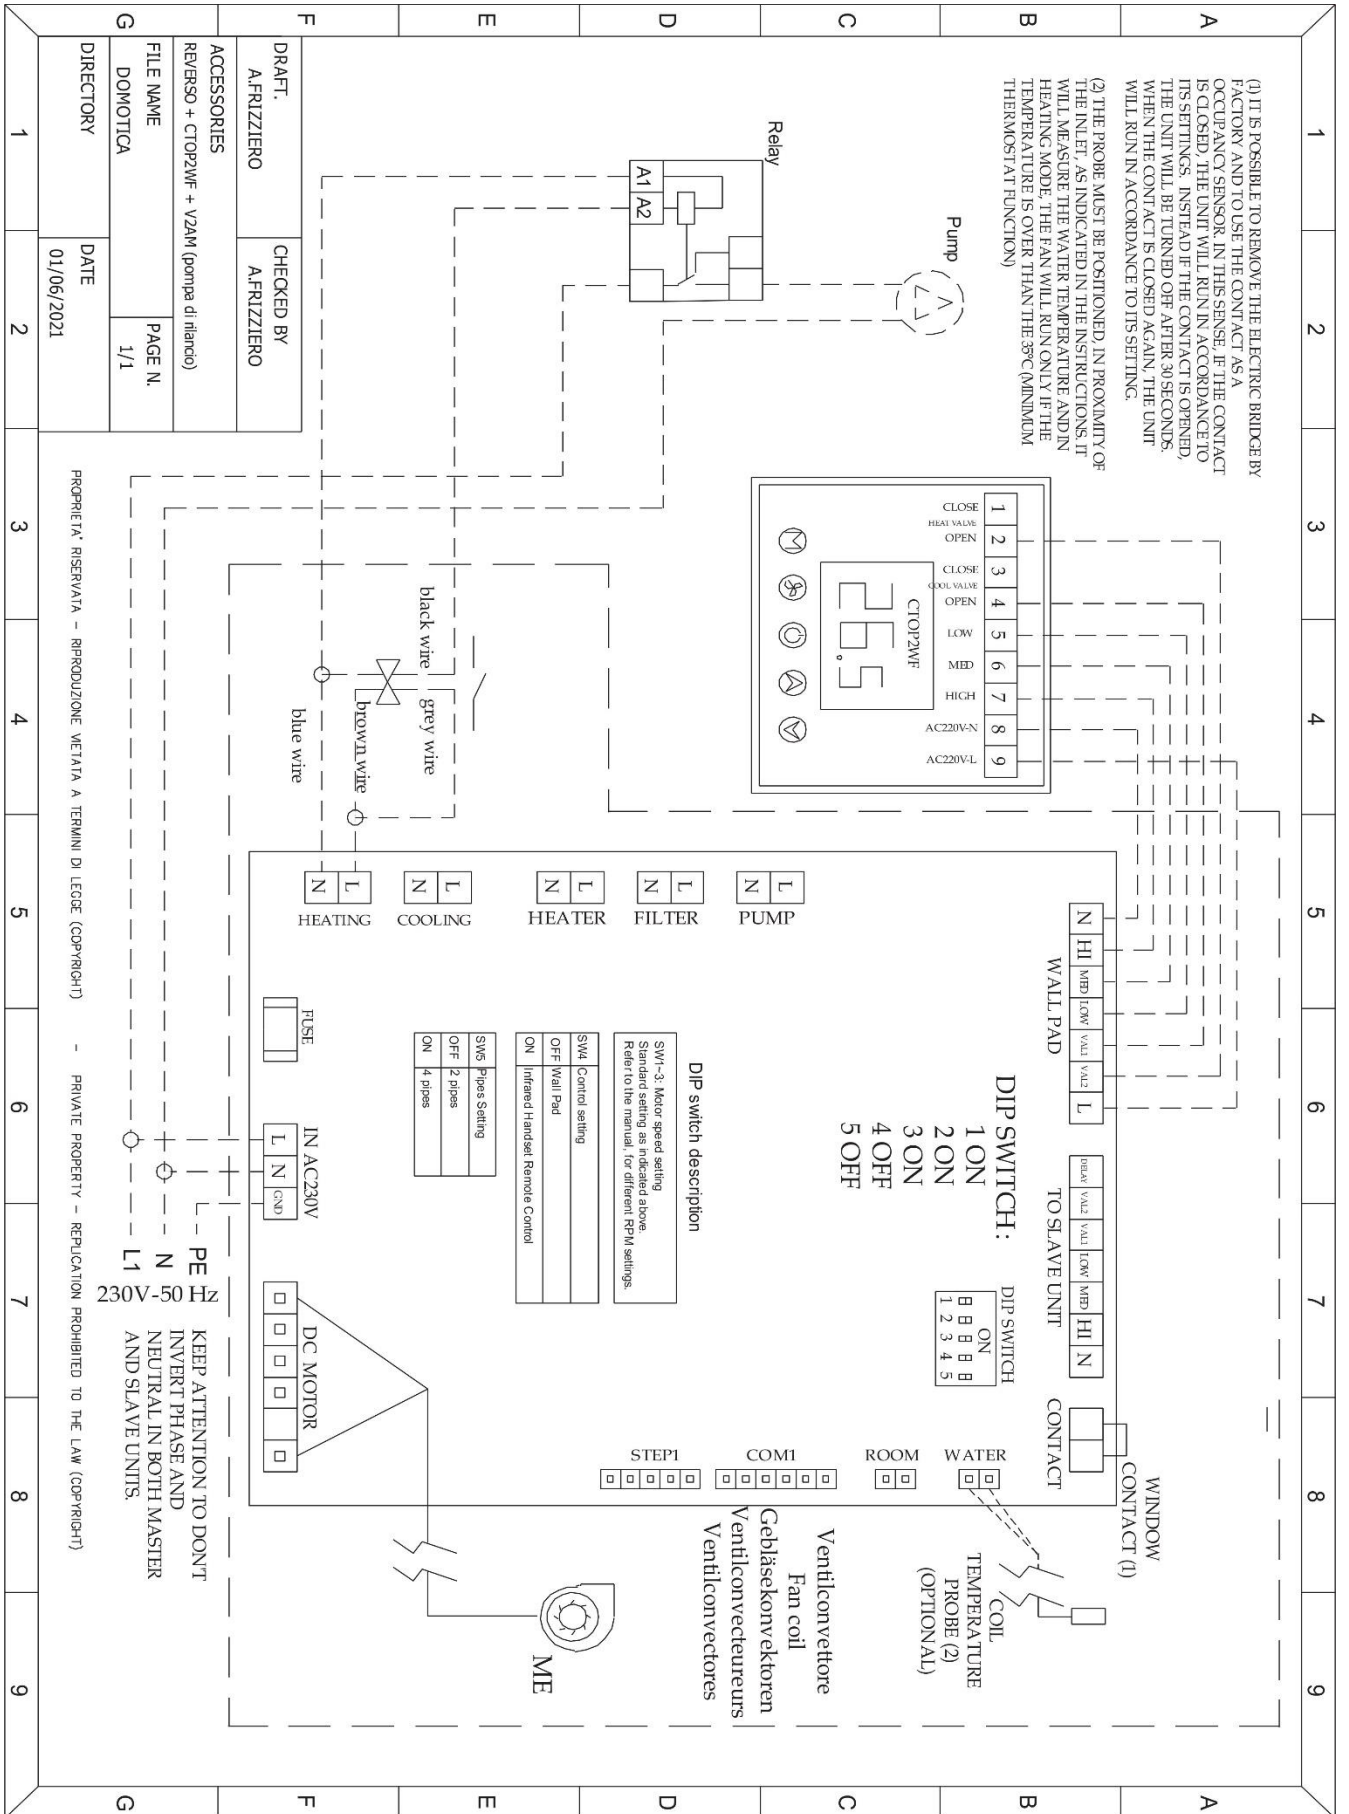 1 2 3 4 5 6 7 8 9
A
B
C
D
E
F
G
(1) IT IS POSSIBLE TO REMOVE THE ELECTRIC BRIDGE BY
FACTORY AND TO USE THE CONTACT AS A
OCCUPANCY SENSOR. IN THIS SENSE, IF THE CONTACT
IS CLOSED, THE UNIT WILL RUN IN ACCORDANCE TO
ITS SETTINGS. INSTEAD IF THE CONTACT IS OPENED,
THE UNIT WILL BE TURNED OFF AFTER 30 SECONDS.
WHEN THE CONTACT IS CLOSED AGAIN, THE UNIT
WILL RUN IN ACCORDANCE TO ITS SETTING.
(2) THE PROBE MUST BE POSITIONED, IN PROXIMITY OF
THE INLET, AS INDICATED IN THE INSTRUCTIONS. IT
WILL MEASURE THE WATER TEMPERATURE AND IN
HEATING MODE, THE FAN WILL RUN ONLY IF THE
TEMPERATURE IS OVER THAN THE 35°C (MINIMUM
THERMOSTAT FUNCTION)
Pump
Relay
A1
A2
1 2 3 4 5 6 7 8 9
CLOSE
HEAT VALVE
OPEN
CLOSE
COOL VALVE
OPEN
LOW
MED
HIGH
AC220V-N
AC220V-L
CTOP2WF
25.5
black wire
grey wire
brown wire
blue wire
N HI MED LOW VAL1 VAL2 L
WALL PAD
DELAY VAL2 VAL1 LOW MED HI N
TO SLAVE UNIT
CONTACT
WINDOW
CONTACT (1)
DIP SWITCH :
1 ON
2 ON
3 ON
4 OFF
5 OFF
DIP SWITCH
ON
1 2 3 4 5
WATER
ROOM
COM1
STEP1
COIL
TEMPERATURE
PROBE (2)
(OPTIONAL)
Ventilconvettore
Fan coil
Gebläsekonvektoren
Ventilconvecteureurs
Ventilconvectores
ME
L
N
PUMP
L
N
FILTER
L
N
HEATER
L
N
COOLING
L
N
HEATING
DIP switch description
SW1~3: Motor speed setting
Standard setting as indicated above.
Refer to the manual, for different RPM settings.
SW4 Control setting
OFF Wall Pad
ON Infrared Handset Remote Control
SW5 Pipes Setting
OFF 2 pipes
ON 4 pipes
FUSE
IN AC230V
L N GND
DC MOTOR
PE
N
L1
230V-50 Hz
KEEP ATTENTION TO DON'T
INVERT PHASE AND
NEUTRAL IN BOTH MASTER
AND SLAVE UNITS.
DRAFT.
A.FRIZZIERO
CHECKED BY
A.FRIZZIERO
ACCESSORIES
REVERSO + CTOP2WF + V2AM (pompa di rilancio)
FILE NAME
DOMOTICA
PAGE N.
1/1
DIRECTORY
DATE
01/06/2021
PROPRIETA' RISERVATA - RIPRODUZIONE VIETATA A TERMINI DI LEGGE (COPYRIGHT) - PRIVATE PROPERTY - REPLICATION PROHIBITED TO THE LAW (COPYRIGHT)
1 2 3 4 5 6 7 8 9
A
B
C
D
E
F
G